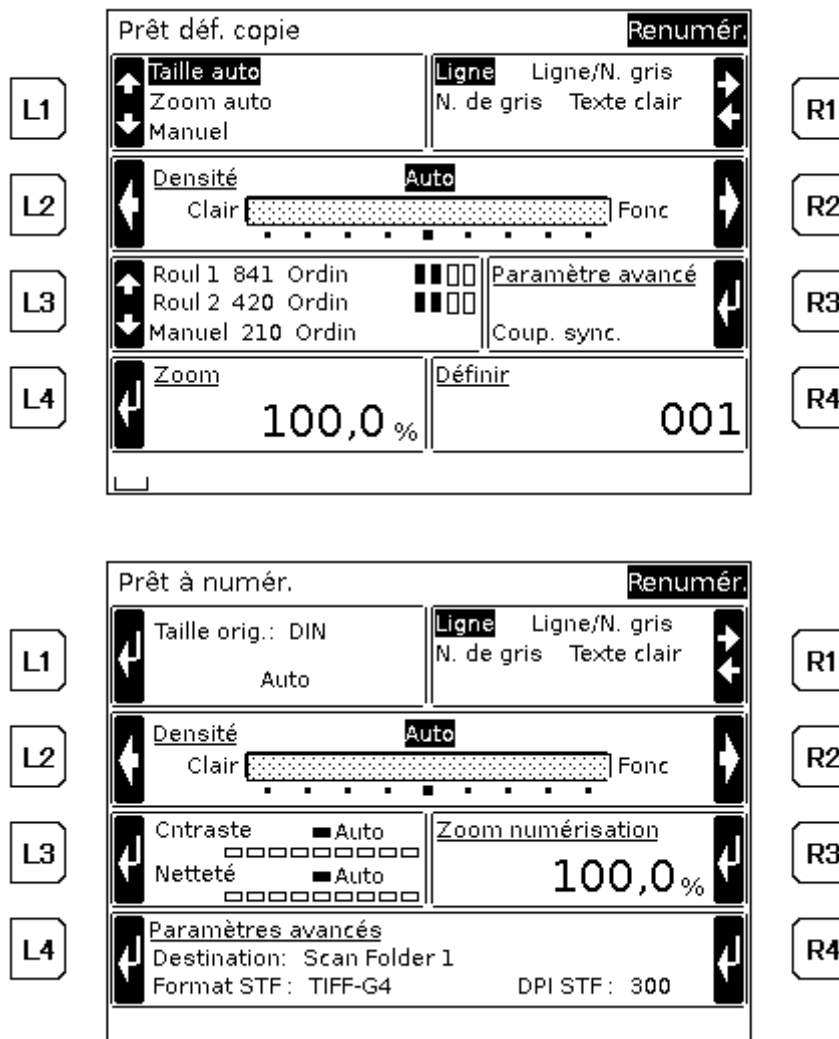 Prêt déf. copie Renumér.
L1 Taille auto Ligne Ligne/N. gris R1
Zoom auto N. de gris Texte clair
Manuel
L2 Densité Auto R2
Clair Fonc
L3 Roul 1 841 Ordin Paramètre avancé R3
Roul 2 420 Ordin
Manuel 210 Ordin Coup. sync.
L4 Zoom Définir R4
100,0 % 001
Prêt à numér. Renumér.
L1 Taille orig.: DIN Ligne Ligne/N. gris R1
N. de gris Texte clair
Auto
L2 Densité Auto R2
Clair Fonc
L3 Cntraste Auto Zoom numérisation R3
Netteté Auto 100,0 %
L4 Paramètres avancés R4
Destination: Scan Folder 1
Format STF : TIFF-G4 DPI STF : 300